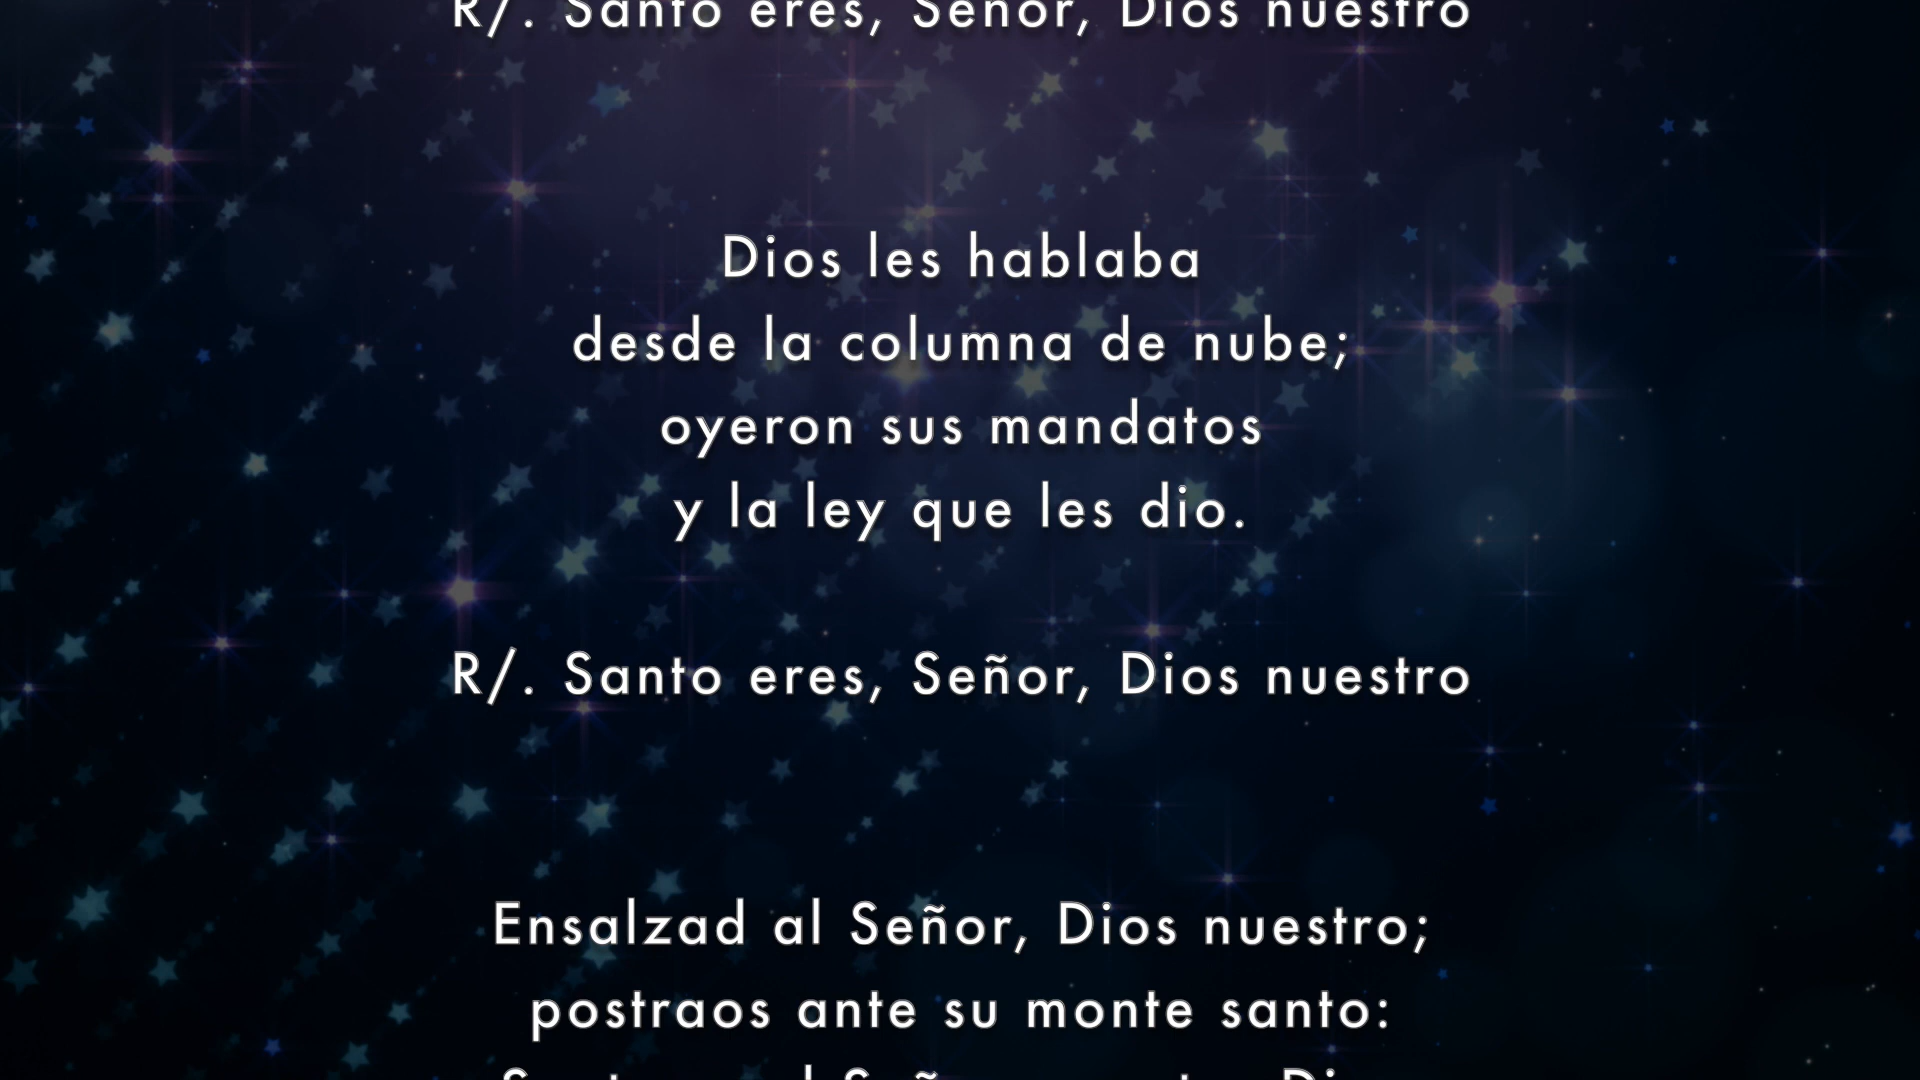 R/. Santo eres, Señor, Dios nuestro
Dios les hablaba
desde la columna de nube;
oyeron sus mandatos
y la ley que les dio.
R/. Santo eres, Señor, Dios nuestro
Ensalzad al Señor, Dios nuestro;
postraos ante su monte santo: